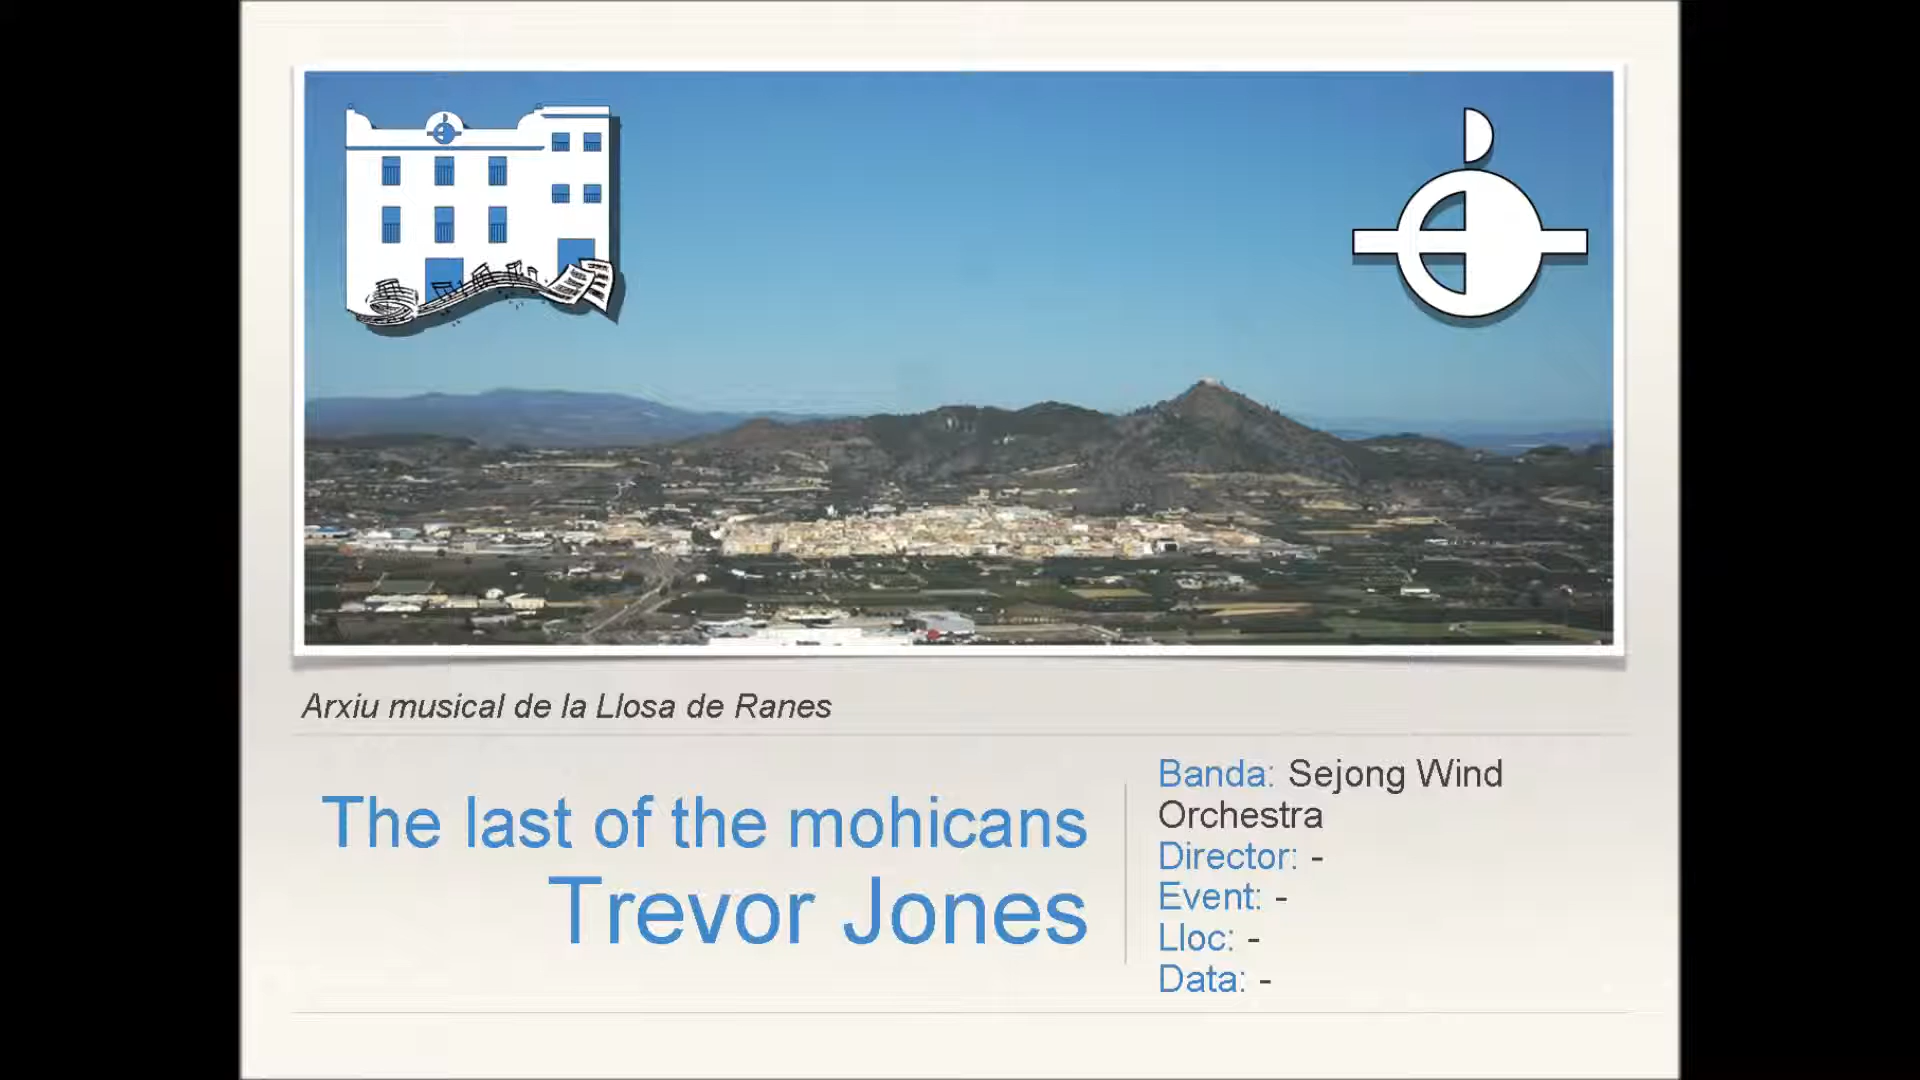 Arxiu musical de la Llosa de Ranes
The last of the mohicans
Trevor Jones
Banda: Sejong Wind
Orchestra
Director: -
Event: -
Lloc: -
Data: -